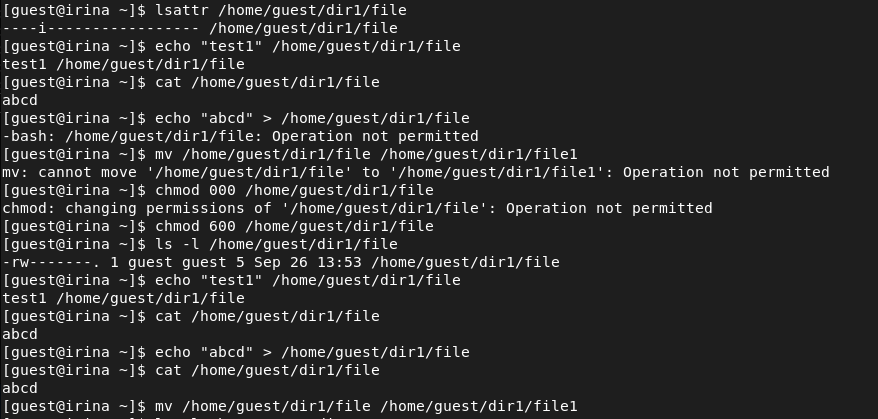 [guest@irina ~]$ lsattr /home/guest/dir1/file
----i----------------- /home/guest/dir1/file
[guest@irina ~]$ echo "test1" /home/guest/dir1/file
test1 /home/guest/dir1/file
[guest@irina ~]$ cat /home/guest/dir1/file
abcd
[guest@irina ~]$ echo "abcd" > /home/guest/dir1/file
-bash: /home/guest/dir1/file: Operation not permitted
[guest@irina ~]$ mv /home/guest/dir1/file /home/guest/dir1/file1
mv: cannot move '/home/guest/dir1/file' to '/home/guest/dir1/file1': Operation not permitted
[guest@irina ~]$ chmod 000 /home/guest/dir1/file
chmod: changing permissions of '/home/guest/dir1/file': Operation not permitted
[guest@irina ~]$ chmod 600 /home/guest/dir1/file
[guest@irina ~]$ ls -l /home/guest/dir1/file
-rw-------. 1 guest guest 5 Sep 26 13:53 /home/guest/dir1/file
[guest@irina ~]$ echo "test1" /home/guest/dir1/file
test1 /home/guest/dir1/file
[guest@irina ~]$ cat /home/guest/dir1/file
abcd
[guest@irina ~]$ echo "abcd" > /home/guest/dir1/file
[guest@irina ~]$ cat /home/guest/dir1/file
abcd
[guest@irina ~]$ mv /home/guest/dir1/file /home/guest/dir1/file1